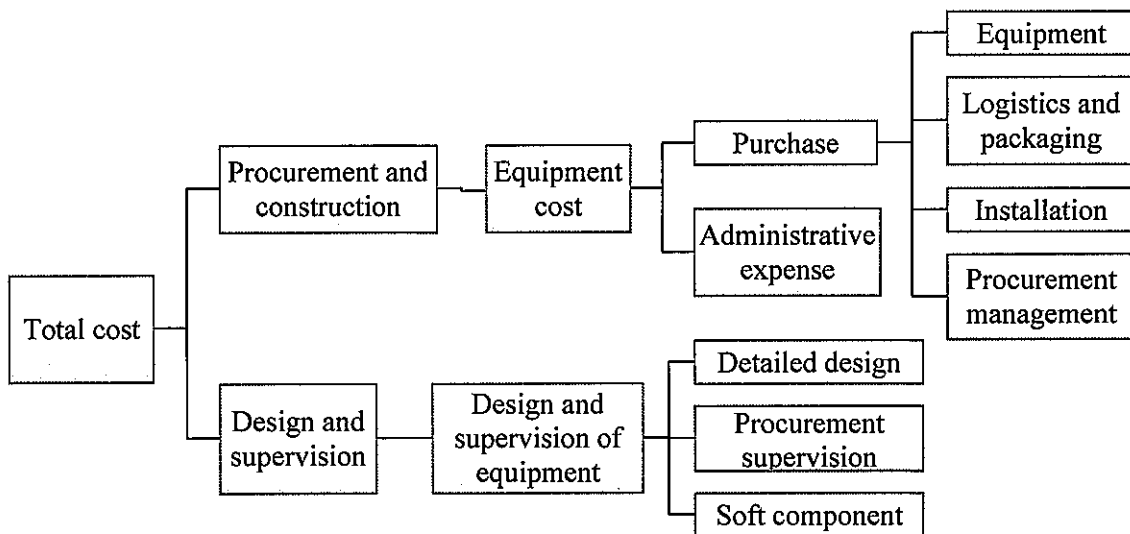 Total cost
Procurement and
construction
Equipment
cost
Purchase
Equipment
Logistics and
packaging
Installation
Procurement
management
Administrative
expense
Design and
supervision
Design and
supervision of
equipment
Detailed design
Procurement
supervision
Soft component